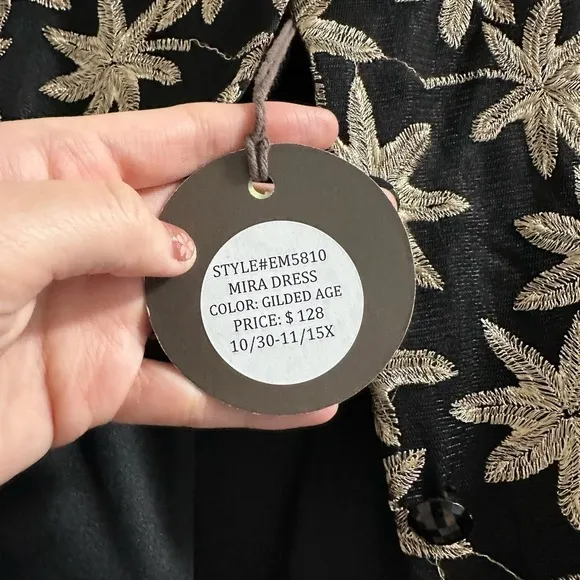 STYLE#EM5810
MIRA DRESS
COLOR: GILDED AGE
PRICE: $ 128
10/30-11/15X